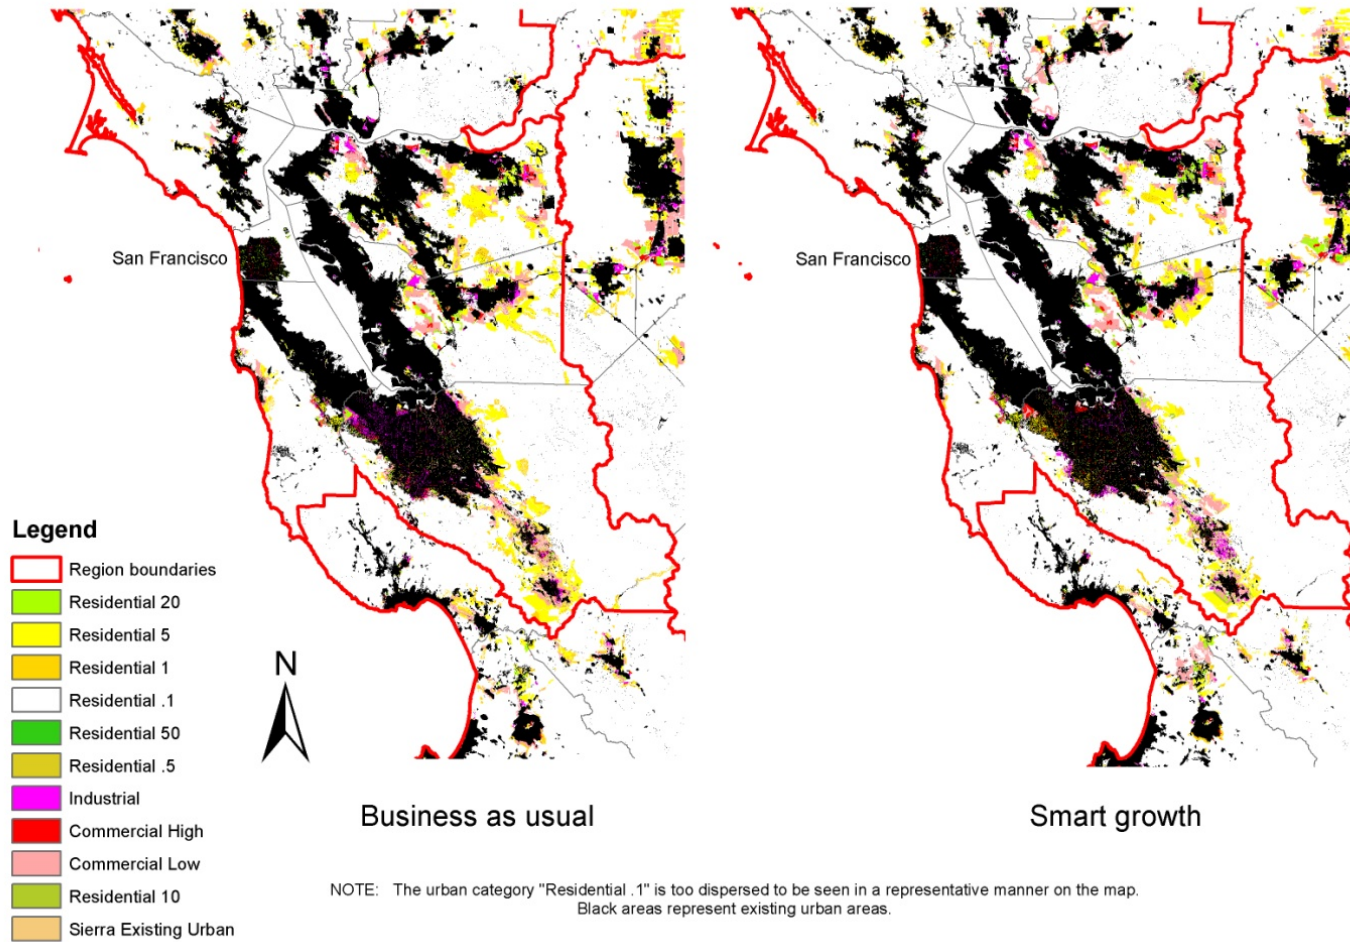 San Francisco
San Francisco
Legend
Region boundaries
Residential 20
Residential 5
Residential 1
Residential .1
Residential 50
Residential .5
Industrial
Commercial High
Commercial Low
Residential 10
Sierra Existing Urban
N
Business as usual
Smart growth
NOTE: The urban category "Residential .1" is too dispersed to be seen in a representative manner on the map.
Black areas represent existing urban areas.